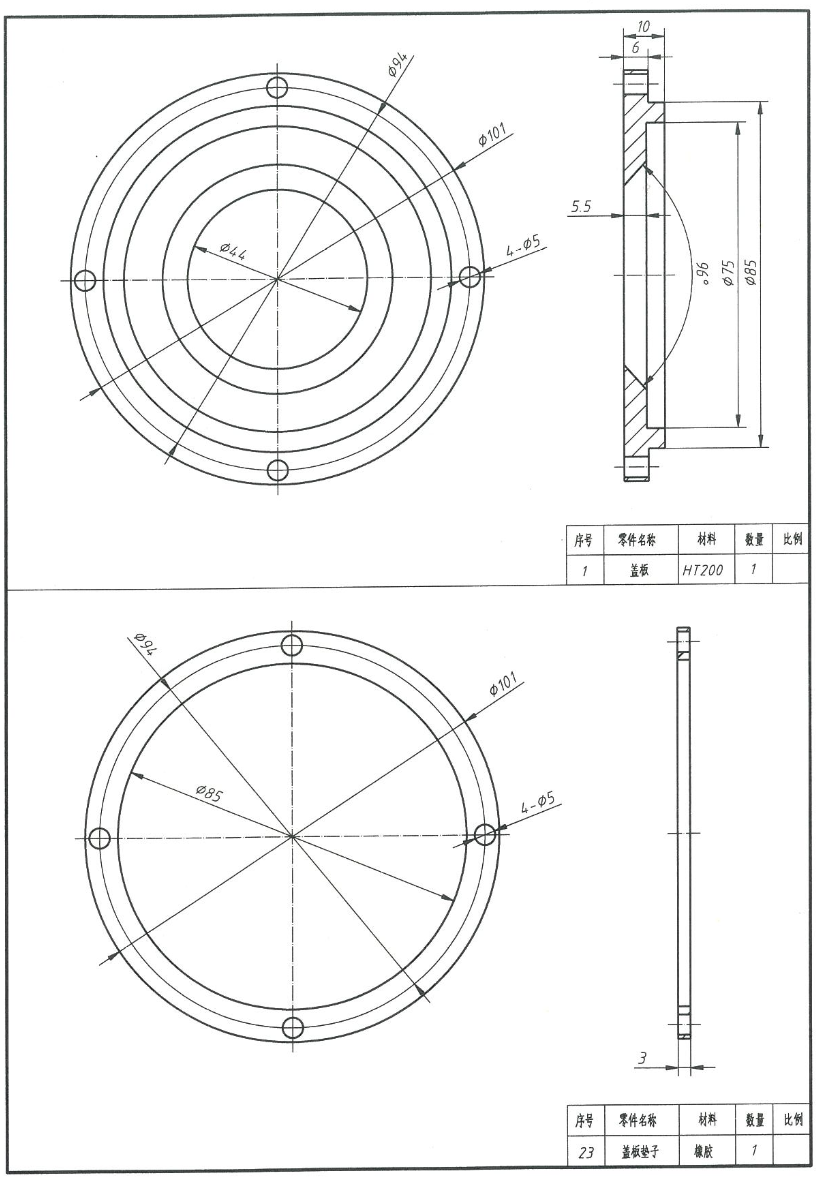 10
6
Ø94
Ø101
5.5
Ø44
4-Ø5
96°
Ø75
Ø85
序号 零件名称 材料 数量 比例
1 盖板 HT200 1
Ø94
Ø101
Ø85
4-Ø5
3
序号 零件名称 材料 数量 比例
23 盖板垫子 橡胶 1